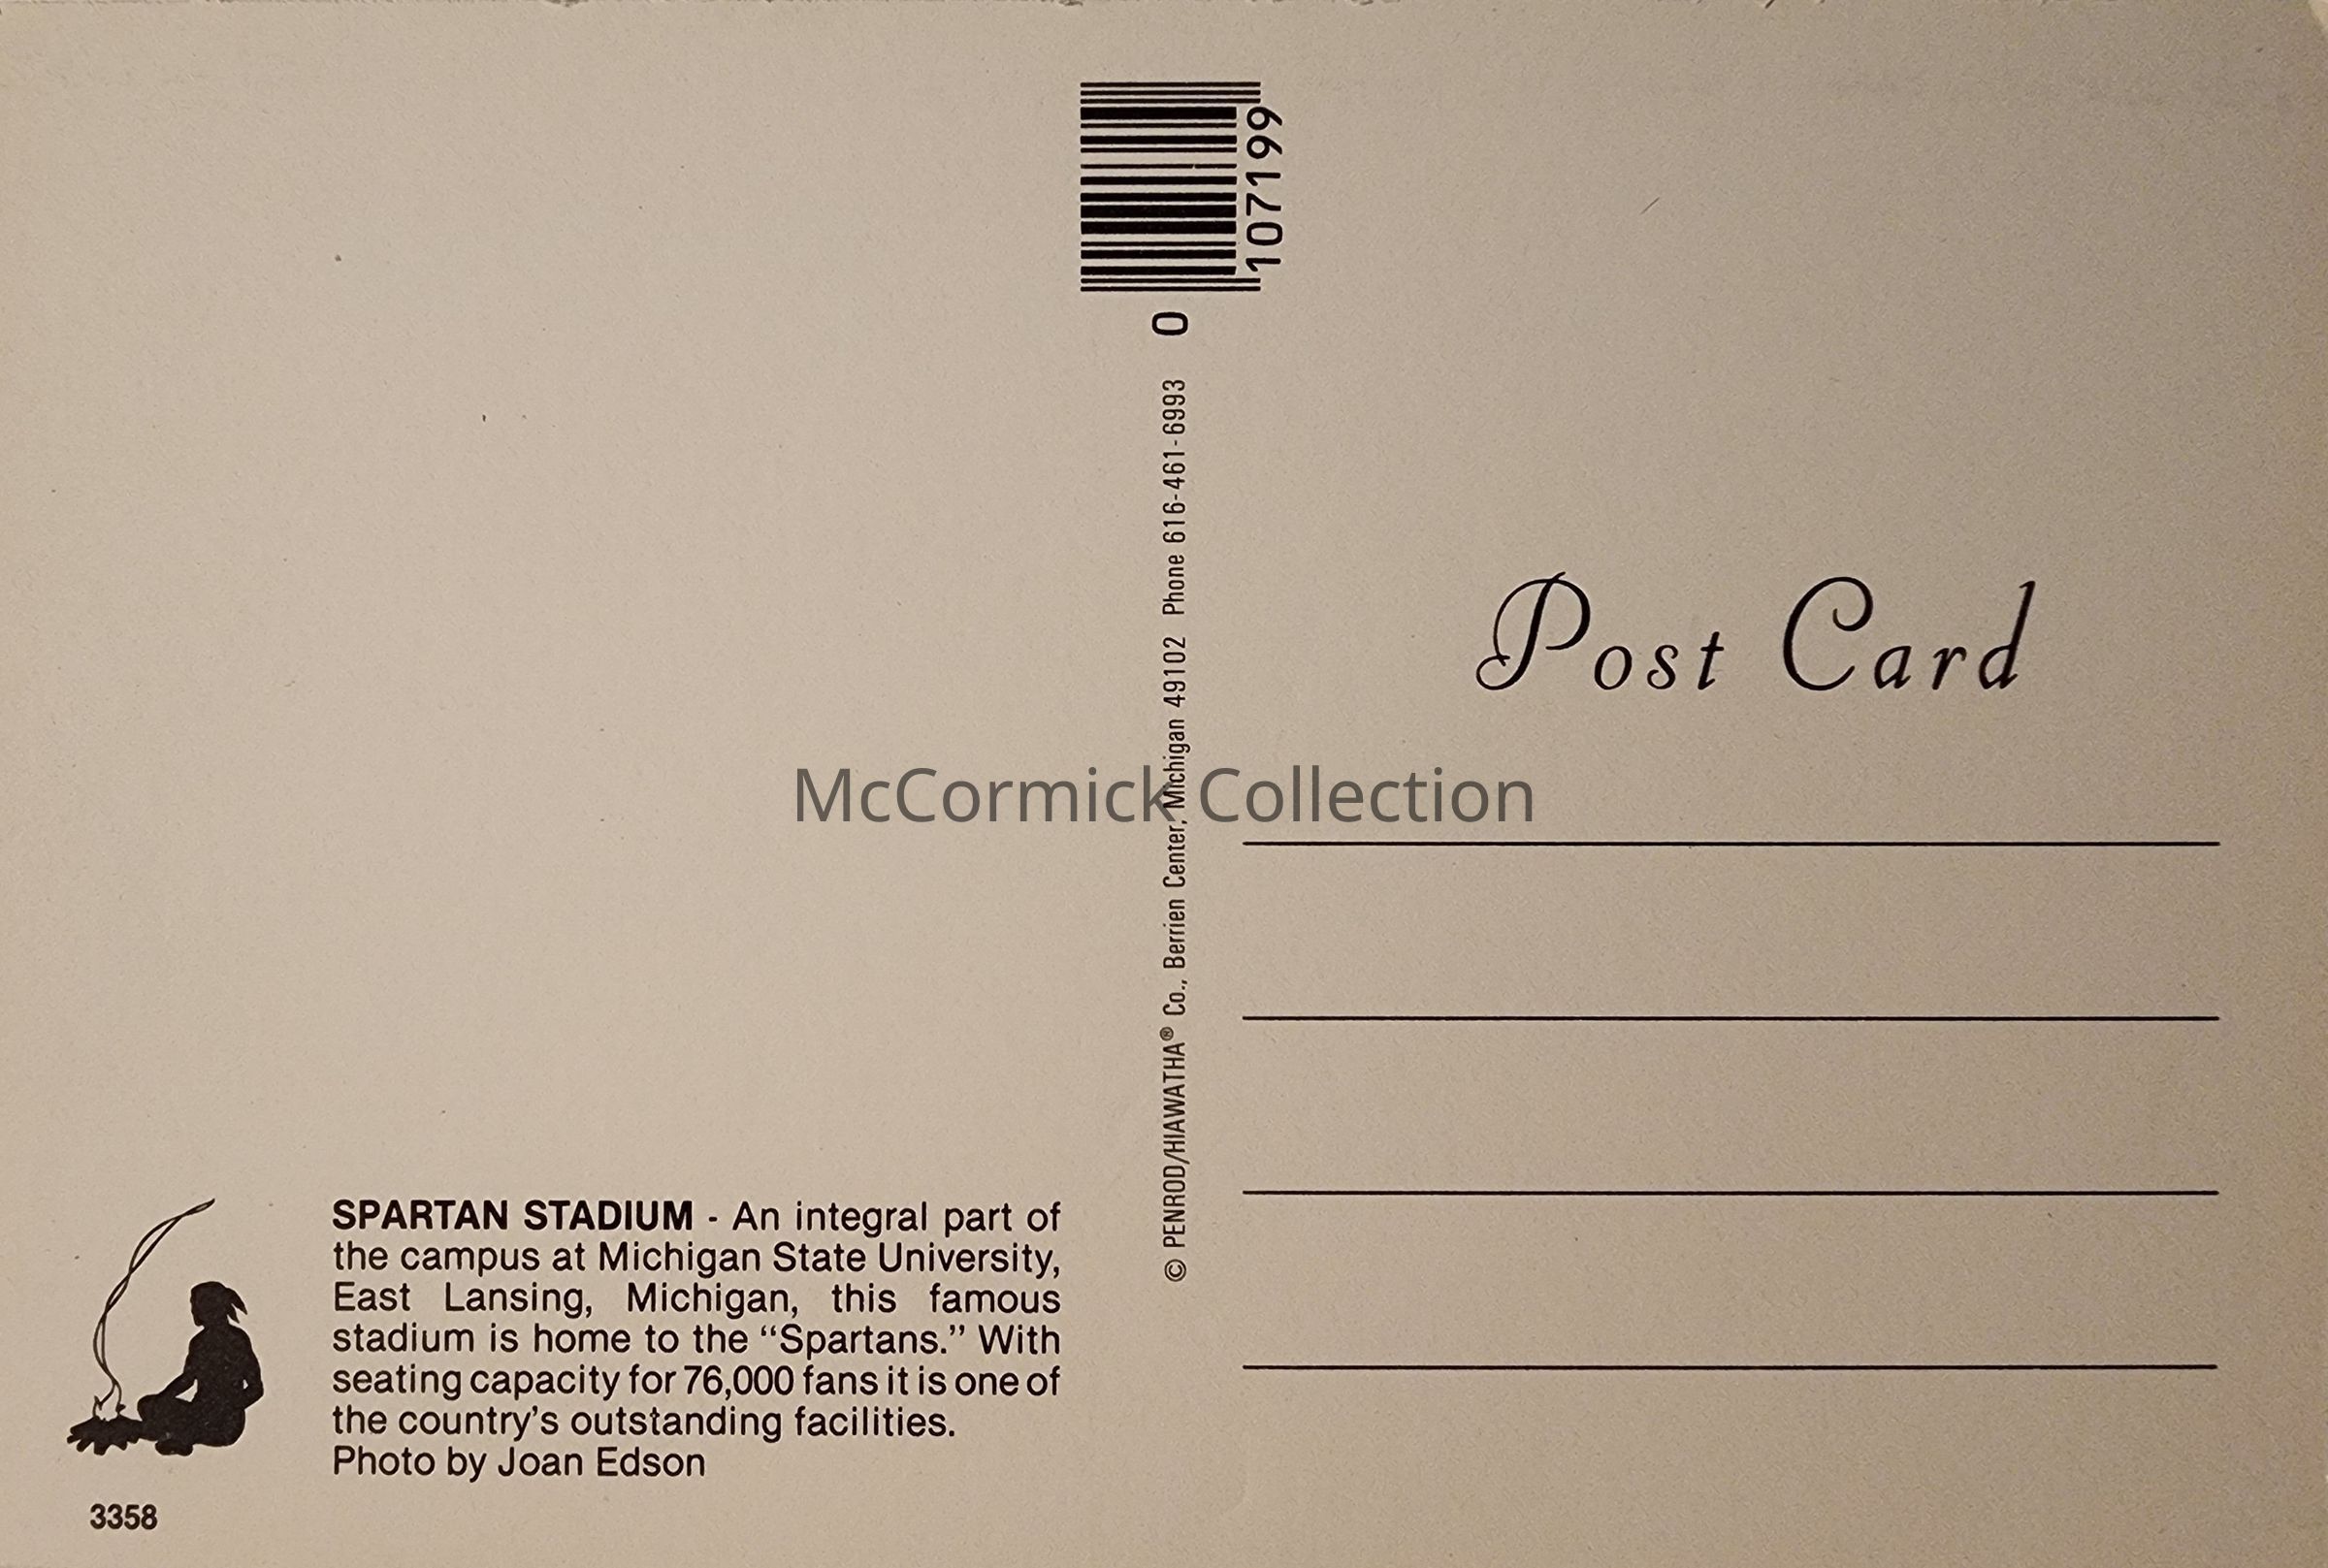 SPARTAN STADIUM - An integral part of
the campus at Michigan State University,
East Lansing, Michigan, this famous
stadium is home to the “Spartans.” With
seating capacity for 76,000 fans it is one of
the country’s outstanding facilities.
Photo by Joan Edson
3358
© PENROD/HIAWATHA® Co., Berrien Center, Michigan 49102 Phone 616-461-6993
0
107199
Post Card
McCormick Collection